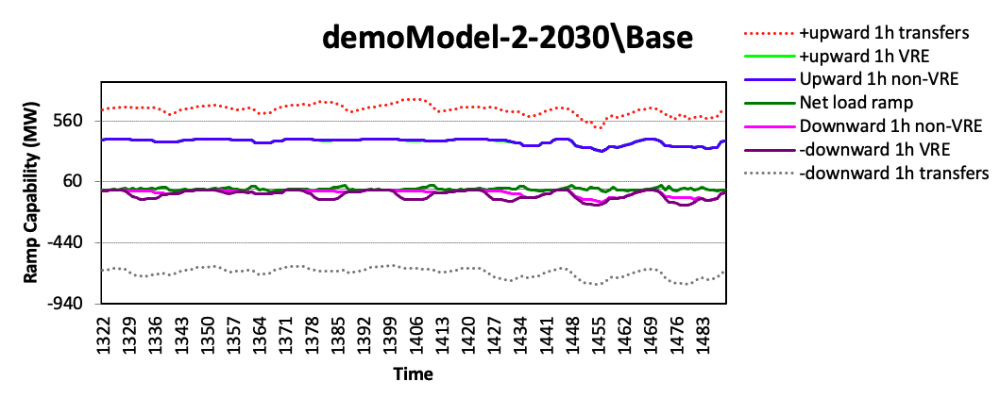 demoModel-2-2030\Base
+upward 1h transfers
+upward 1h VRE
Upward 1h non-VRE
Net load ramp
Downward 1h non-VRE
-downward 1h VRE
-downward 1h transfers
Ramp Capability (MW)
560
60
-440
-940
1322 1329 1336 1343 1350 1357 1364 1371 1378 1385 1392 1399 1406 1413 1420 1427 1434 1441 1448 1455 1462 1469 1476 1483
Time